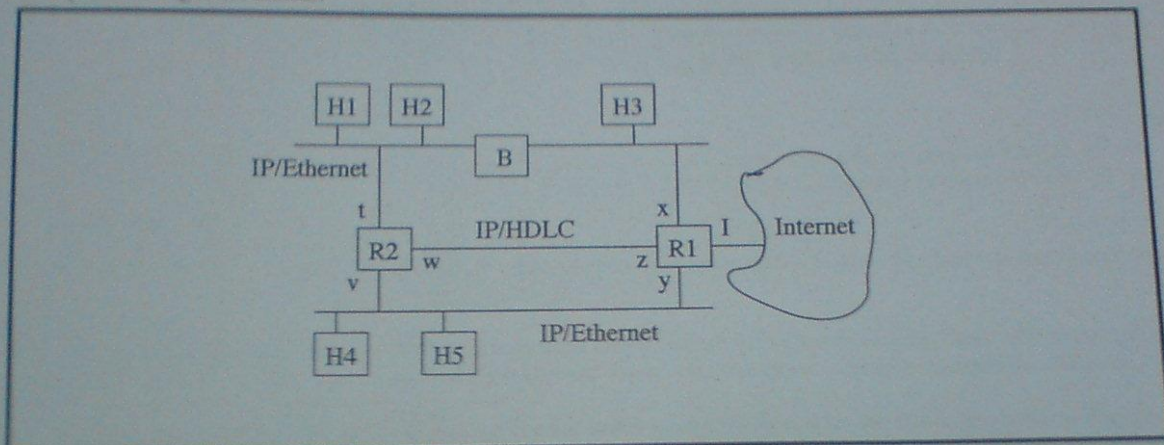 H1 H2 H3
B
IP/Ethernet
t IP/HDLC x I Internet
R2 R1
w z
v y
IP/Ethernet
H4 H5